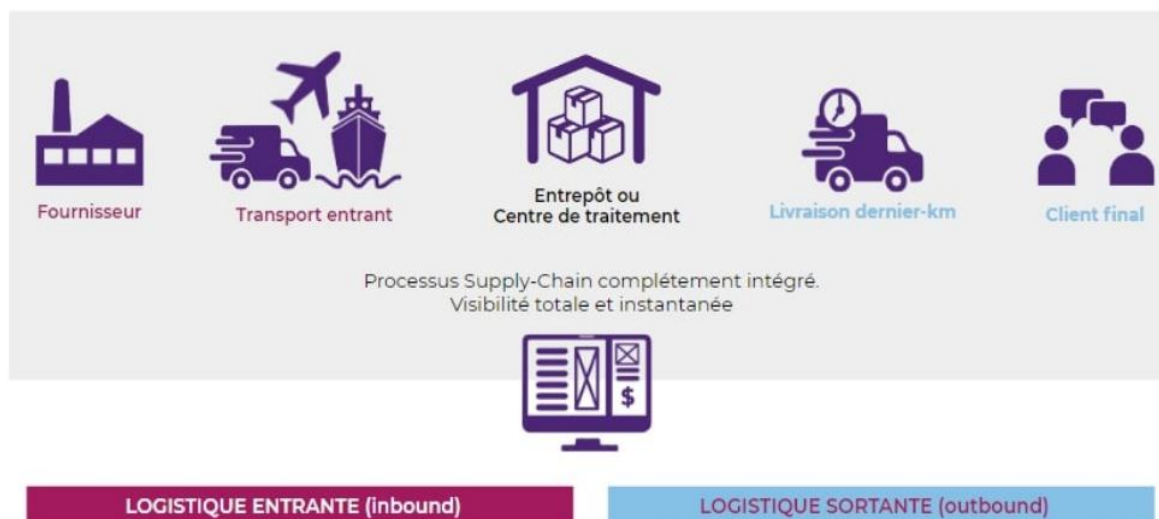 Fournisseur
Transport entrant
Entrepôt ou
Centre de traitement
Livraison dernier-km
Client final
Processus Supply-Chain complétement intégré.
Visibilité totale et instantanée
$
LOGISTIQUE ENTRANTE (inbound)
LOGISTIQUE SORTANTE (outbound)